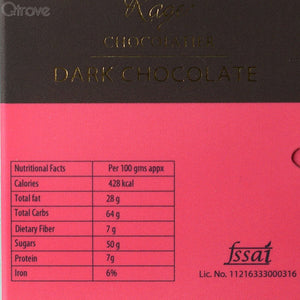 Qtrove
CHOCOLATIER
DARK CHOCOLATE
Nutritional Facts Per 100 gms appx
Calories 428 kcal
Total fat 28 g
Total Carbs 64 g
Dietary Fiber 7 g
Sugars 50 g
Protein 7g
Iron 6%
fssai
Lic. No. 11216333000316